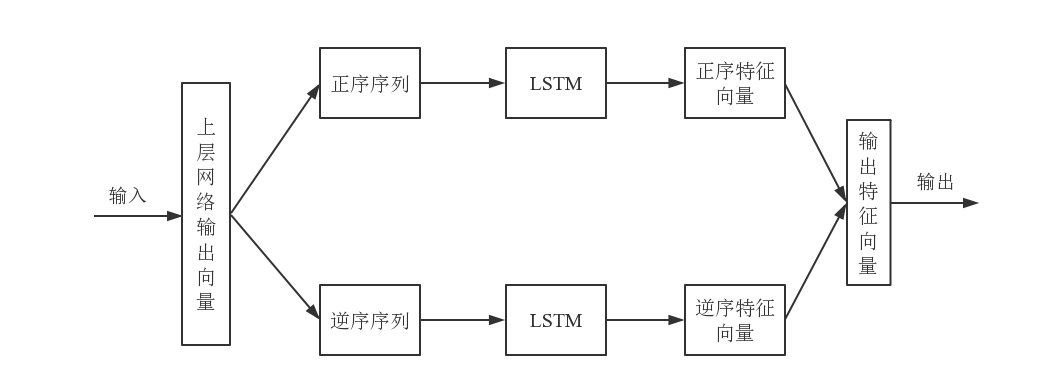 输入
上层网络输出向量
正序序列
LSTM
正序特征
向量
逆序序列
LSTM
逆序特征
向量
输出特征向量
输出